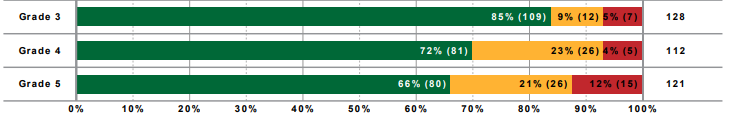 Grade 3 85% (109) 9% (12) 5% (7) 128
Grade 4 72% (81) 23% (26) 4% (5) 112
Grade 5 66% (80) 21% (26) 12% (15) 121
0% 10% 20% 30% 40% 50% 60% 70% 80% 90% 100%